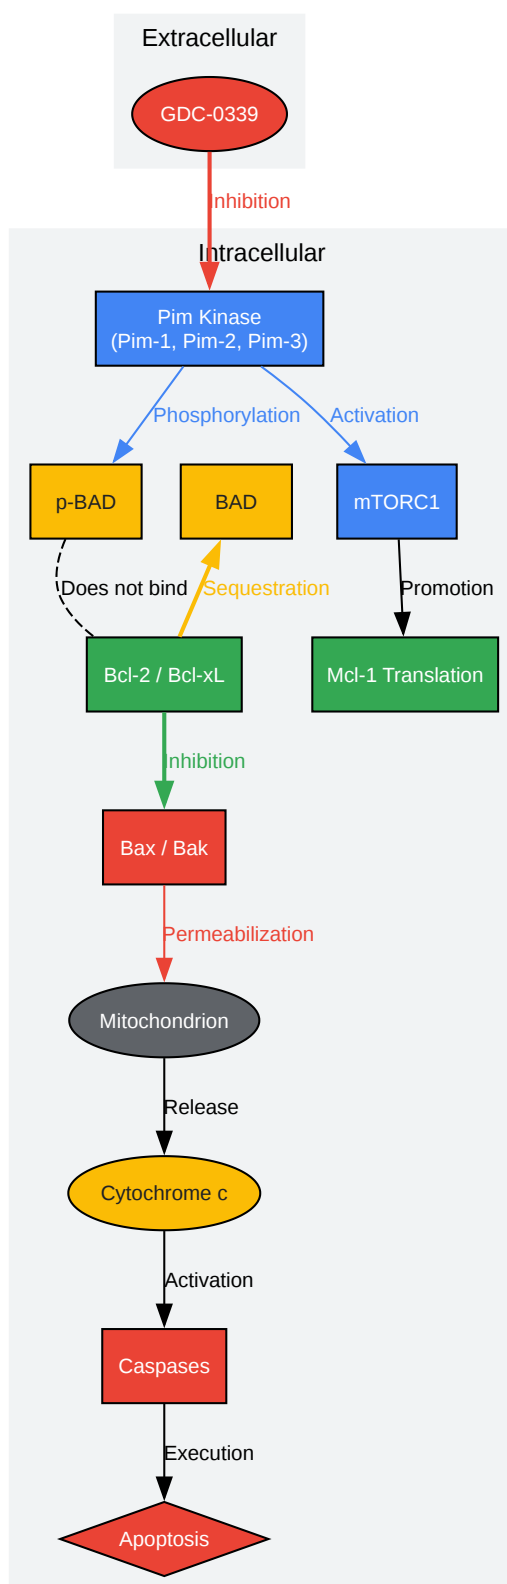 Extracellular
GDC-0339
Inhibition
Intracellular
Pim Kinase
(Pim-1, Pim-2, Pim-3)
Phosphorylation
Activation
p-BAD
BAD
mTORC1
Does not bind
Sequestration
Promotion
Bcl-2 / Bcl-xL
Mcl-1 Translation
Inhibition
Bax / Bak
Permeabilization
Mitochondrion
Release
Cytochrome c
Activation
Caspases
Execution
Apoptosis